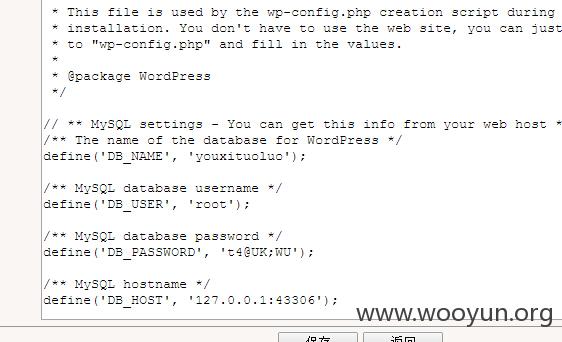 * This file is used by the wp-config.php creation script during
* installation. You don't have to use the web site, you can just
* to "wp-config.php" and fill in the values.
*
* @package WordPress
*/
// ** MySQL settings - You can get this info from your web host *
/** The name of the database for WordPress */
define('DB_NAME', 'youxituoluo');
/** MySQL database username */
define('DB_USER', 'root');
/** MySQL database password */
define('DB_PASSWORD', 't4@UK;WU');
/** MySQL hostname */
define('DB_HOST', '127.0.0.1:43306');
www.wooyun.org
保存 返回